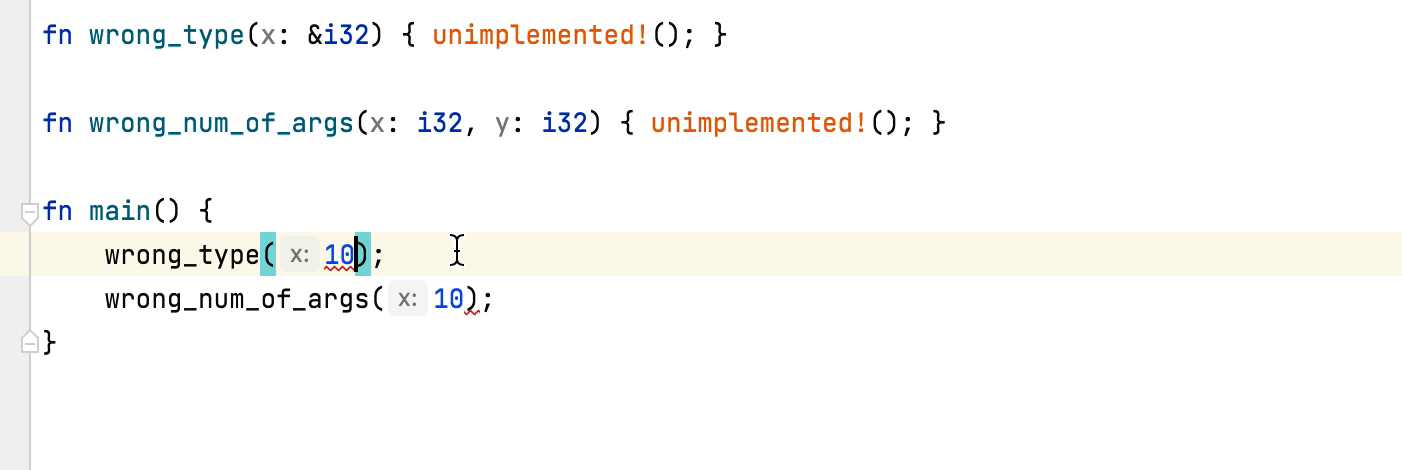 fn wrong_type(x: &i32) { unimplemented!(); }
fn wrong_num_of_args(x: i32, y: i32) { unimplemented!(); }
fn main() {
wrong_type( x: 10);
wrong_num_of_args( x: 10);
}